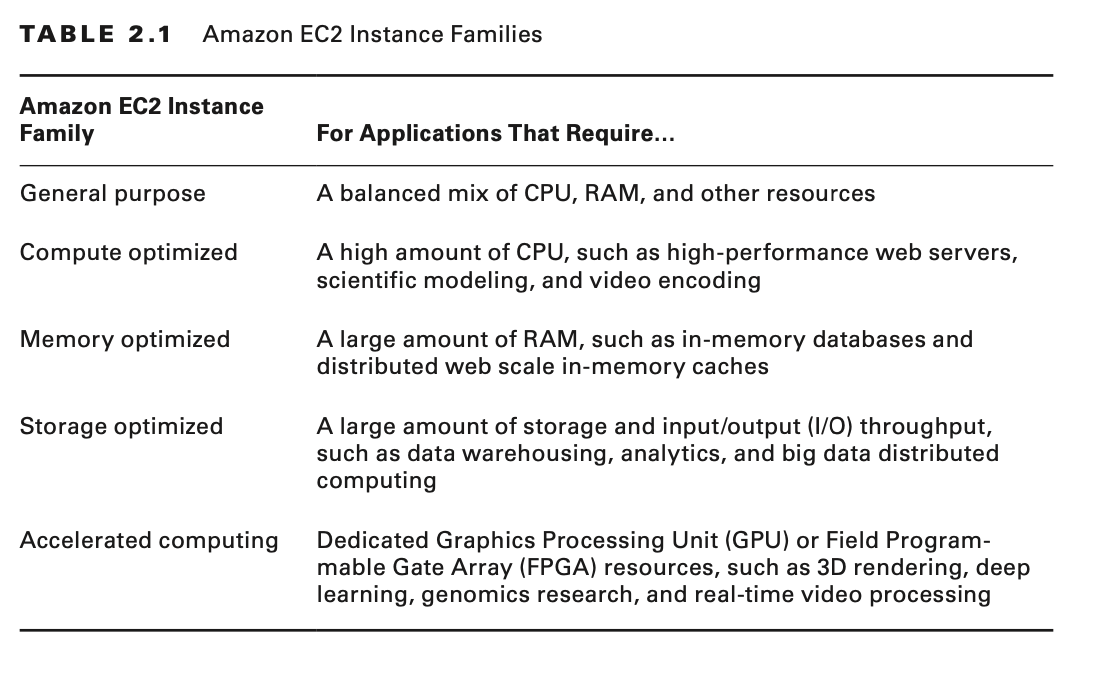 TABLE 2.1 Amazon EC2 Instance Families
Amazon EC2 Instance
Family
For Applications That Require...
General purpose
A balanced mix of CPU, RAM, and other resources
Compute optimized
A high amount of CPU, such as high-performance web servers,
scientific modeling, and video encoding
Memory optimized
A large amount of RAM, such as in-memory databases and
distributed web scale in-memory caches
Storage optimized
A large amount of storage and input/output (I/O) throughput,
such as data warehousing, analytics, and big data distributed
computing
Accelerated computing
Dedicated Graphics Processing Unit (GPU) or Field Program-
mable Gate Array (FPGA) resources, such as 3D rendering, deep
learning, genomics research, and real-time video processing